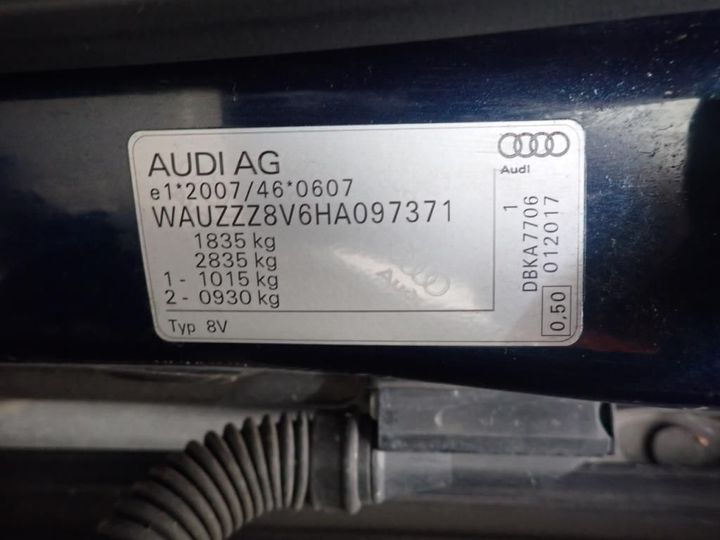 AUDI AG
e1*2007/46*0607
WAUZZZ8V6HA097371
1835 kg
2835 kg
1 - 1015 kg
2 - 0930 kg
Typ 8V
Audi
Audi
1
DBKA7706
012017
0,50